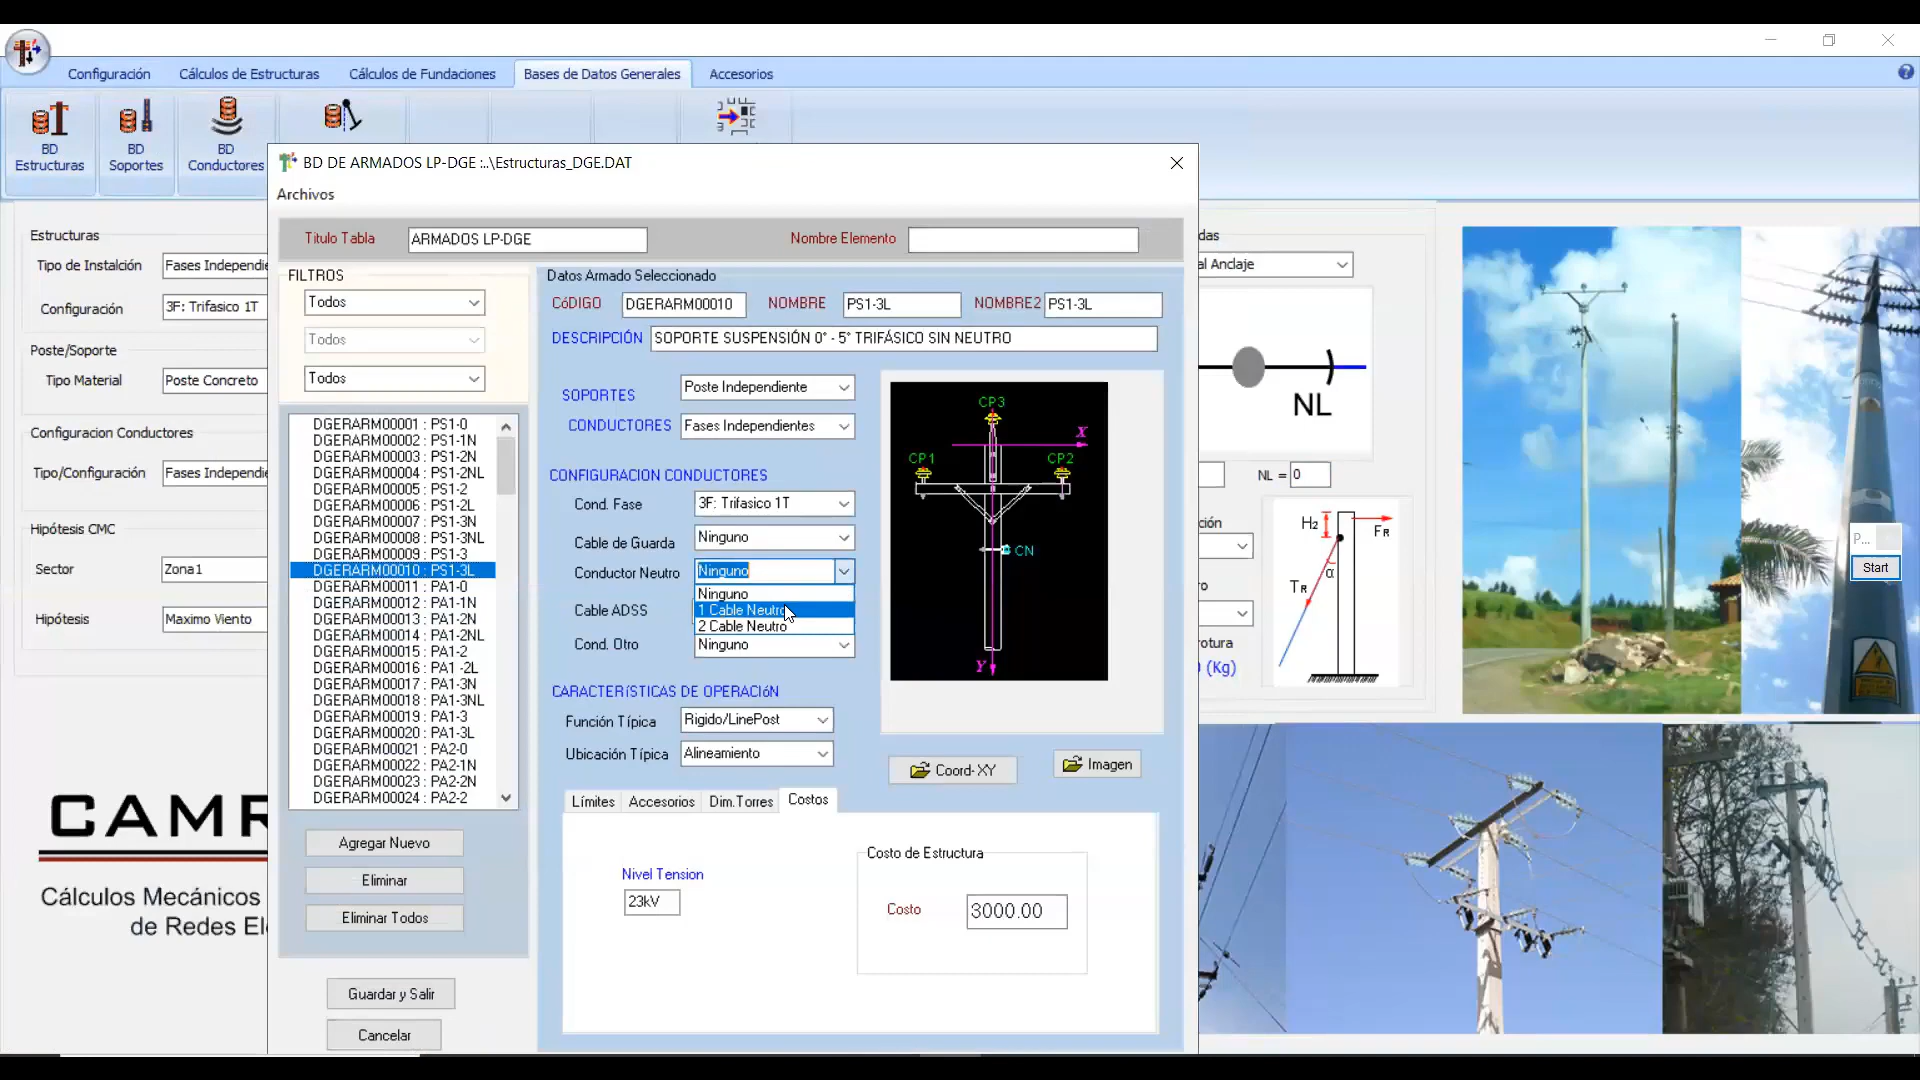 Configuración
Cálculos de Estructuras
Cálculos de Fundaciones
Bases de Datos Generales
Accesorios
BD
Estructuras
BD
Soportes
BD
Conductores
BD DE ARMADOS LP-DGE :..\Estructuras_DGE.DAT
Archivos
Titulo Tabla
ARMADOS LP-DGE
Nombre Elemento
Estructuras
Tipo de Instalción
Fases Independie
Configuración
3F: Trifasico 1T
Poste/Soporte
Tipo Material
Poste Concreto
Configuracion Conductores
Tipo/Configuración
Fases Independie
Hipótesis CMC
Sector
Zona1
Hipótesis
Maximo Viento
CAMR
Cálculos Mecánicos
de Redes Ele
FILTROS
Todos
Todos
Todos
DGERARM00001 : PS1-0
DGERARM00002 : PS1-1N
DGERARM00003 : PS1-2N
DGERARM00004 : PS1-2NL
DGERARM00005 : PS1-2
DGERARM00006 : PS1-2L
DGERARM00007 : PS1-3N
DGERARM00008 : PS1-3NL
DGERARM00009 : PS1-3
DGERARM00010 : PS1-3L
DGERARM00011 : PA1-0
DGERARM00012 : PA1-1N
DGERARM00013 : PA1-2N
DGERARM00014 : PA1-2NL
DGERARM00015 : PA1-2
DGERARM00016 : PA1 -2L
DGERARM00017 : PA1-3N
DGERARM00018 : PA1-3NL
DGERARM00019 : PA1-3
DGERARM00020 : PA1-3L
DGERARM00021 : PA2-0
DGERARM00022 : PA2-1N
DGERARM00023 : PA2-2N
DGERARM00024 : PA2-2
Agregar Nuevo
Eliminar
Eliminar Todos
Guardar y Salir
Cancelar
Datos Armado Seleccionado
CóDIGO
DGERARM00010
NOMBRE
PS1-3L
NOMBRE2
PS1-3L
DESCRIPCIÓN
SOPORTE SUSPENSIÓN 0° - 5° TRIFÁSICO SIN NEUTRO
SOPORTES
Poste Independiente
CONDUCTORES
Fases Independientes
CONFIGURACION CONDUCTORES
Cond. Fase
3F: Trifasico 1T
Cable de Guarda
Ninguno
Conductor Neutro
Ninguno
Ninguno
1 Cable Neutro
2 Cable Neutro
Cable ADSS
Cond. Otro
Ninguno
CARACTERíSTICAS DE OPERACIóN
Función Típica
Rigido/LinePost
Ubicación Típica
Alineamiento
CP3
X
CP1
CP2
CN
Y
Coord-XY
Imagen
Límites
Accesorios
Dim.Torres
Costos
Nivel Tension
23kV
Costo de Estructura
Costo
3000.00
das
al Anclaje
NL
NL =
0
ción
ro
rotura
(Kg)
H2
FR
TR
α
P...
Start